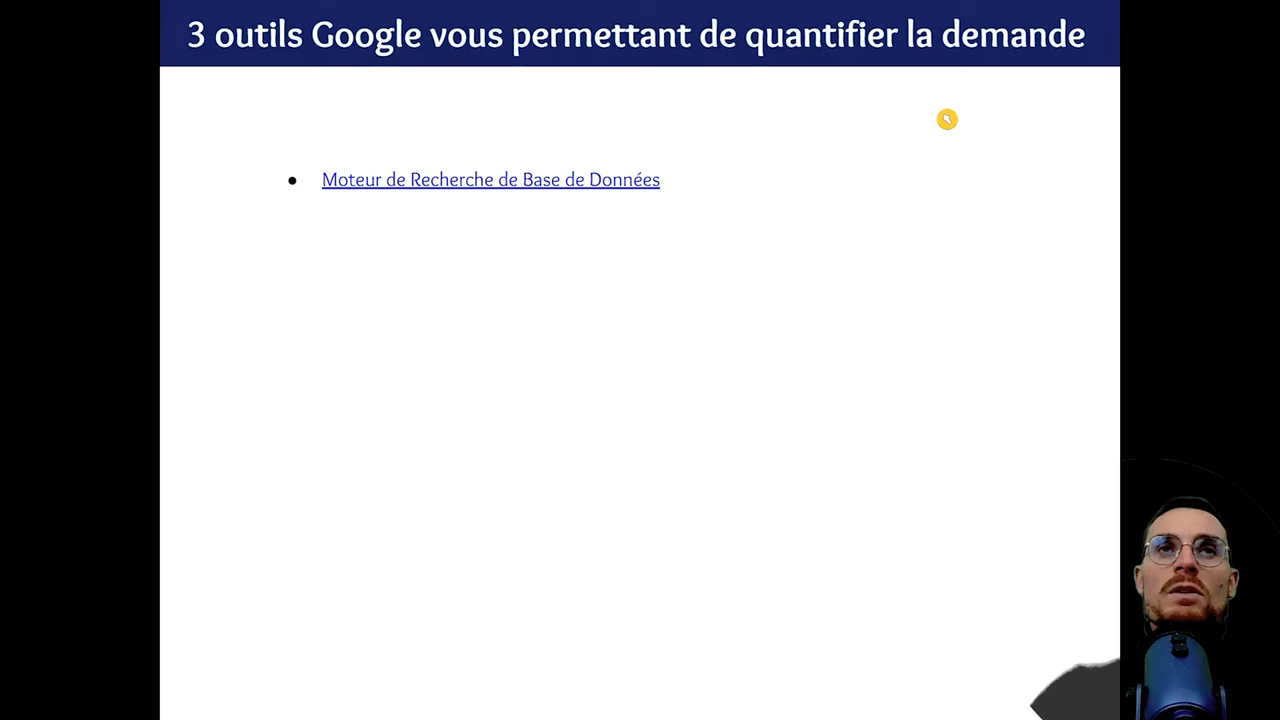 3 outils Google vous permettant de quantifier la demande
● Moteur de Recherche de Base de Données